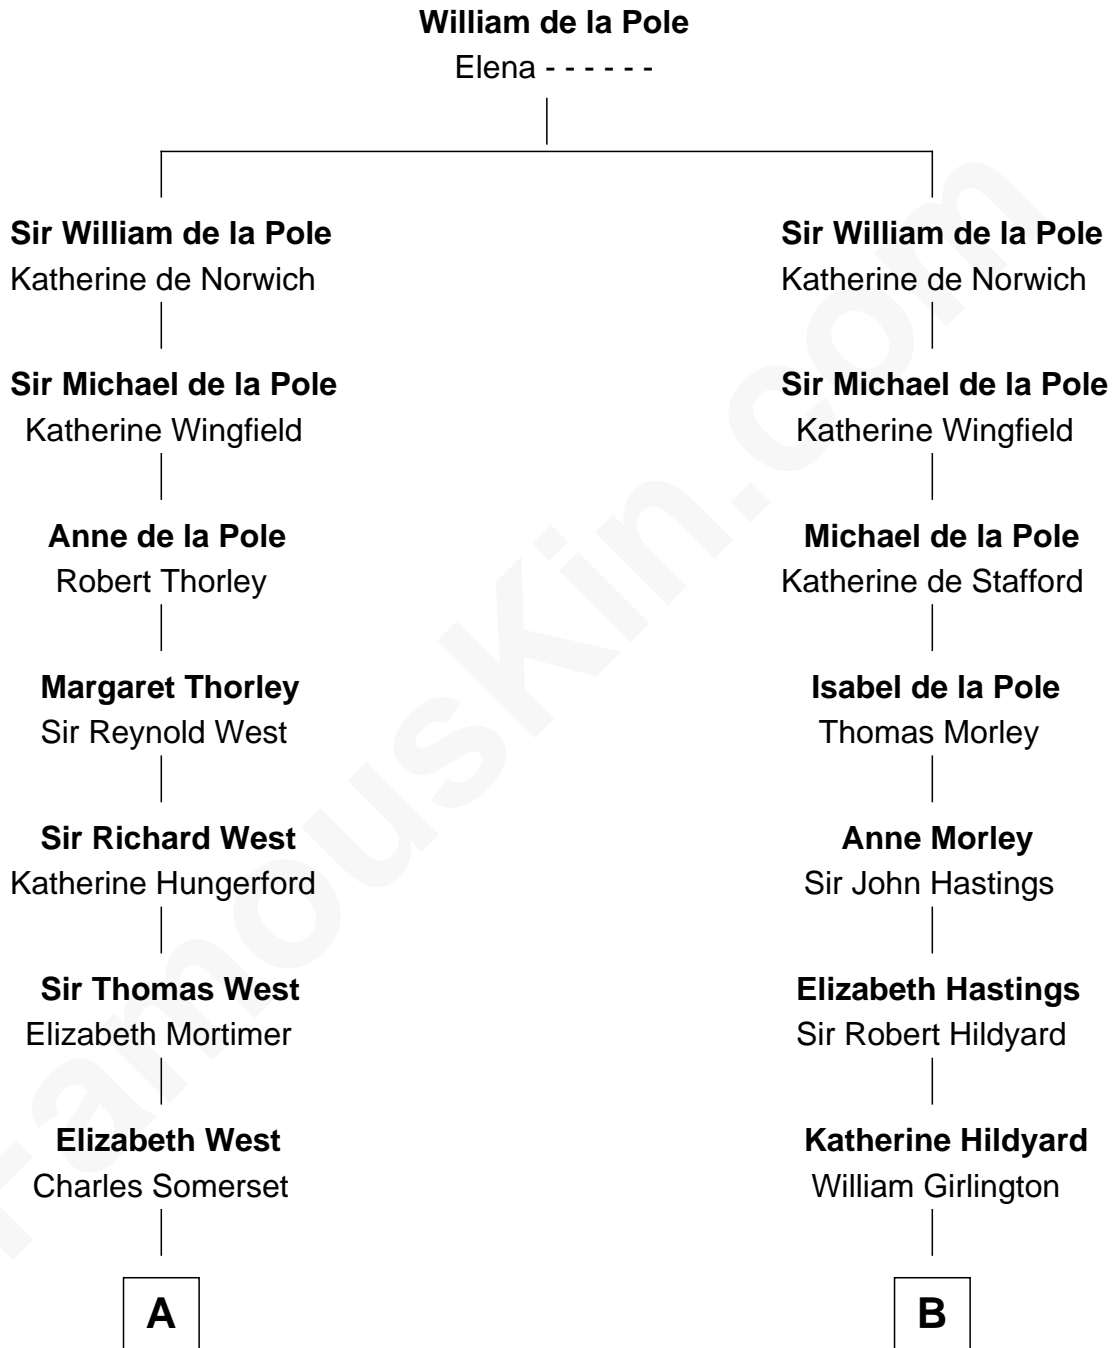 William de la Pole
Elena - - - - - -
Sir William de la Pole
Katherine de Norwich
Sir William de la Pole
Katherine de Norwich
Sir Michael de la Pole
Katherine Wingfield
Sir Michael de la Pole
Katherine Wingfield
Anne de la Pole
Robert Thorley
Michael de la Pole
Katherine de Stafford
Margaret Thorley
Sir Reynold West
Isabel de la Pole
Thomas Morley
Sir Richard West
Katherine Hungerford
Anne Morley
Sir John Hastings
Sir Thomas West
Elizabeth Mortimer
Elizabeth Hastings
Sir Robert Hildyard
Elizabeth West
Charles Somerset
Katherine Hildyard
William Girlington
A
B
FamousKin.com